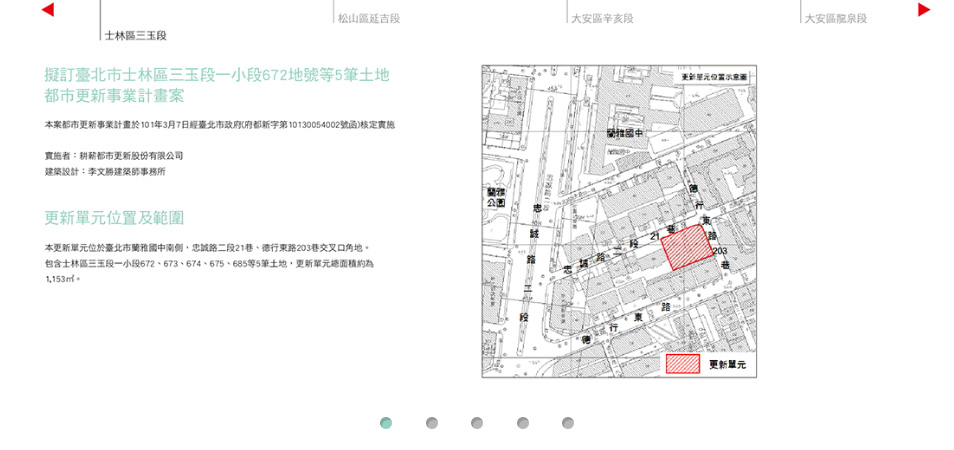 松山區延吉段
大安區辛亥段
大安區龍泉段
士林區三玉段
擬訂臺北市士林區三玉段一小段672地號等5筆土地
都市更新事業計畫案
本案都市更新事業計畫於101年3月7日經臺北市政府(府都新字第10130054002號函)核定實施
實施者：耕薪都市更新股份有限公司
建築設計：李文勝建築師事務所
更新單元位置及範圍
本更新單元位於臺北市蘭雅國中南側，忠誠路二段21巷、德行東路203巷交叉口角地。
包含士林區三玉段一小段672、673、674、675、685等5筆土地，更新單元總面積約為
1,153㎡。
更新單元位置示意圖
蘭雅國中
蘭雅國中
蘭雅
公園
忠誠路二段
忠誠路二段21巷
德行東路203巷
德行東路
更新單元